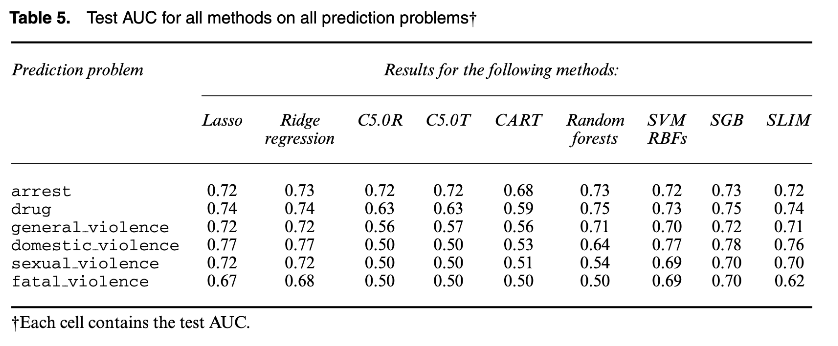 Table 5. Test AUC for all methods on all prediction problems†
Prediction problem Results for the following methods:
Lasso Ridge regression C5.0R C5.0T CART Random forests SVM RBFs SGB SLIM
arrest 0.72 0.73 0.72 0.72 0.68 0.73 0.72 0.73 0.72
drug 0.74 0.74 0.63 0.63 0.59 0.75 0.73 0.75 0.74
general_violence 0.72 0.72 0.56 0.57 0.56 0.71 0.70 0.72 0.71
domestic_violence 0.77 0.77 0.50 0.50 0.53 0.64 0.77 0.78 0.76
sexual_violence 0.72 0.72 0.50 0.50 0.51 0.54 0.69 0.70 0.70
fatal_violence 0.67 0.68 0.50 0.50 0.50 0.50 0.69 0.70 0.62
†Each cell contains the test AUC.